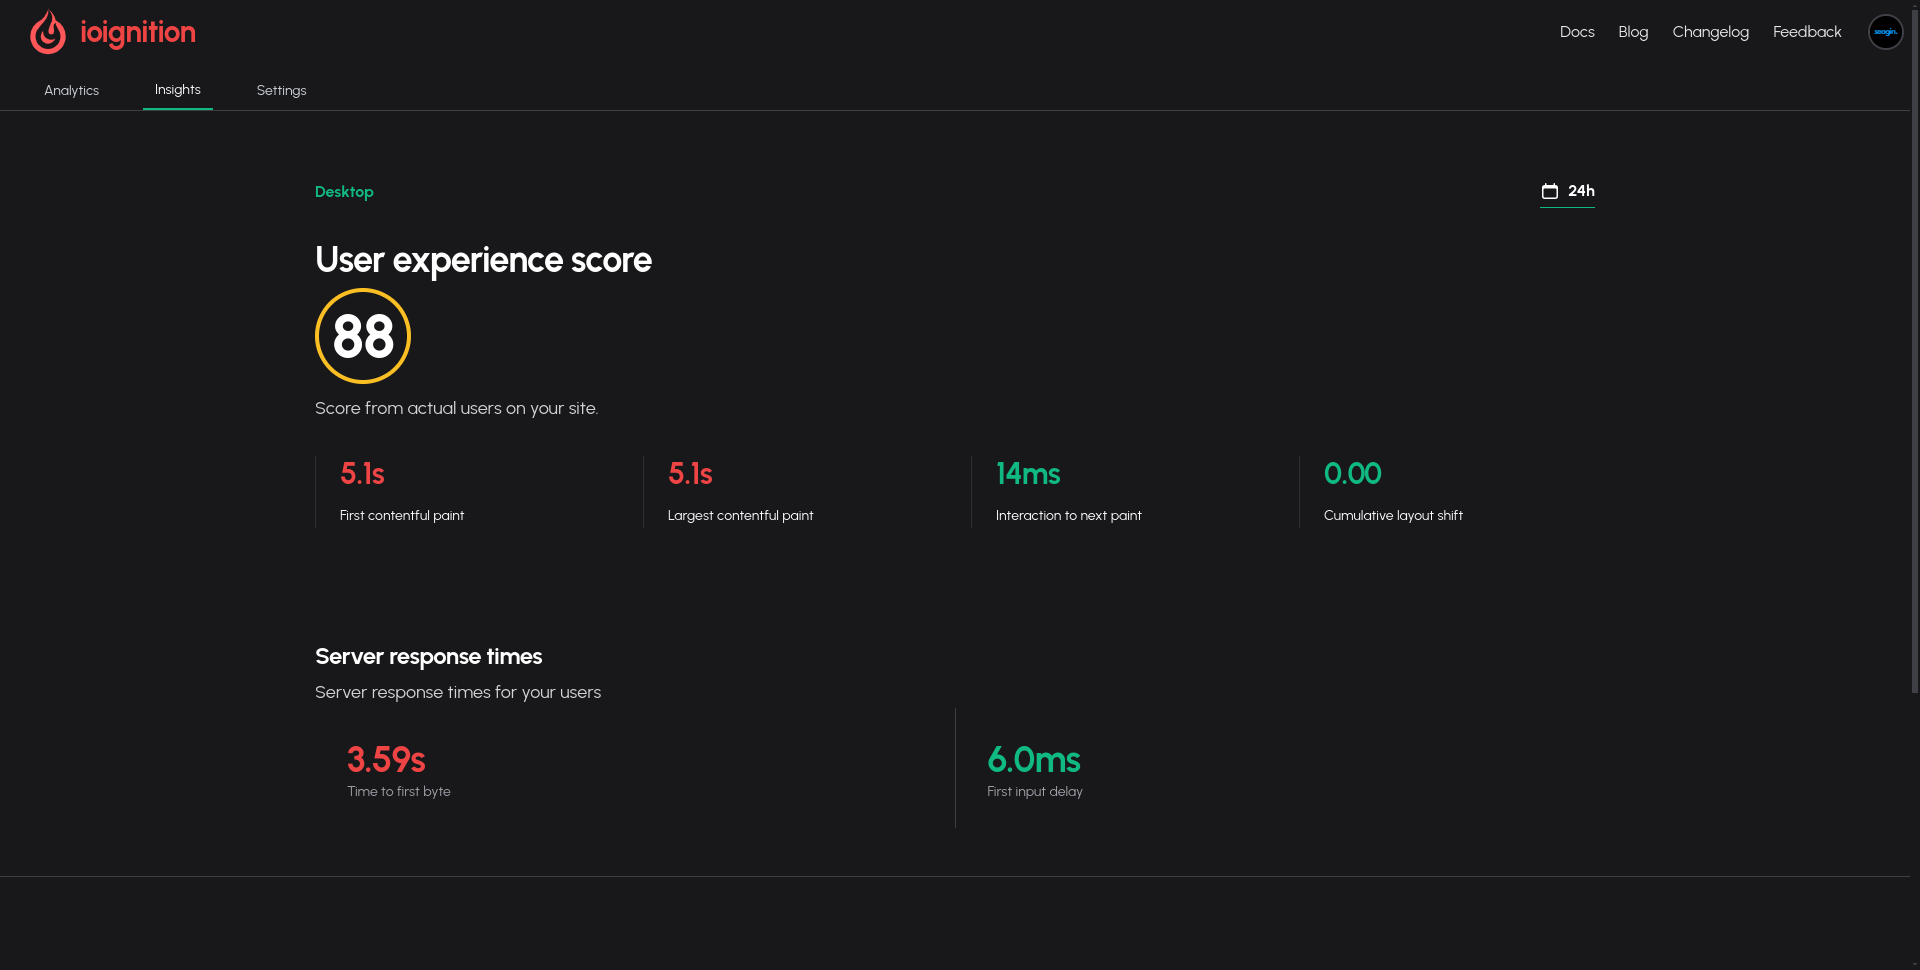 ioignition
Docs Blog Changelog Feedback
seagin.
Analytics Insights Settings
Desktop
24h
User experience score
88
Score from actual users on your site.
5.1s
First contentful paint
5.1s
Largest contentful paint
14ms
Interaction to next paint
0.00
Cumulative layout shift
Server response times
Server response times for your users
3.59s
Time to first byte
6.0ms
First input delay